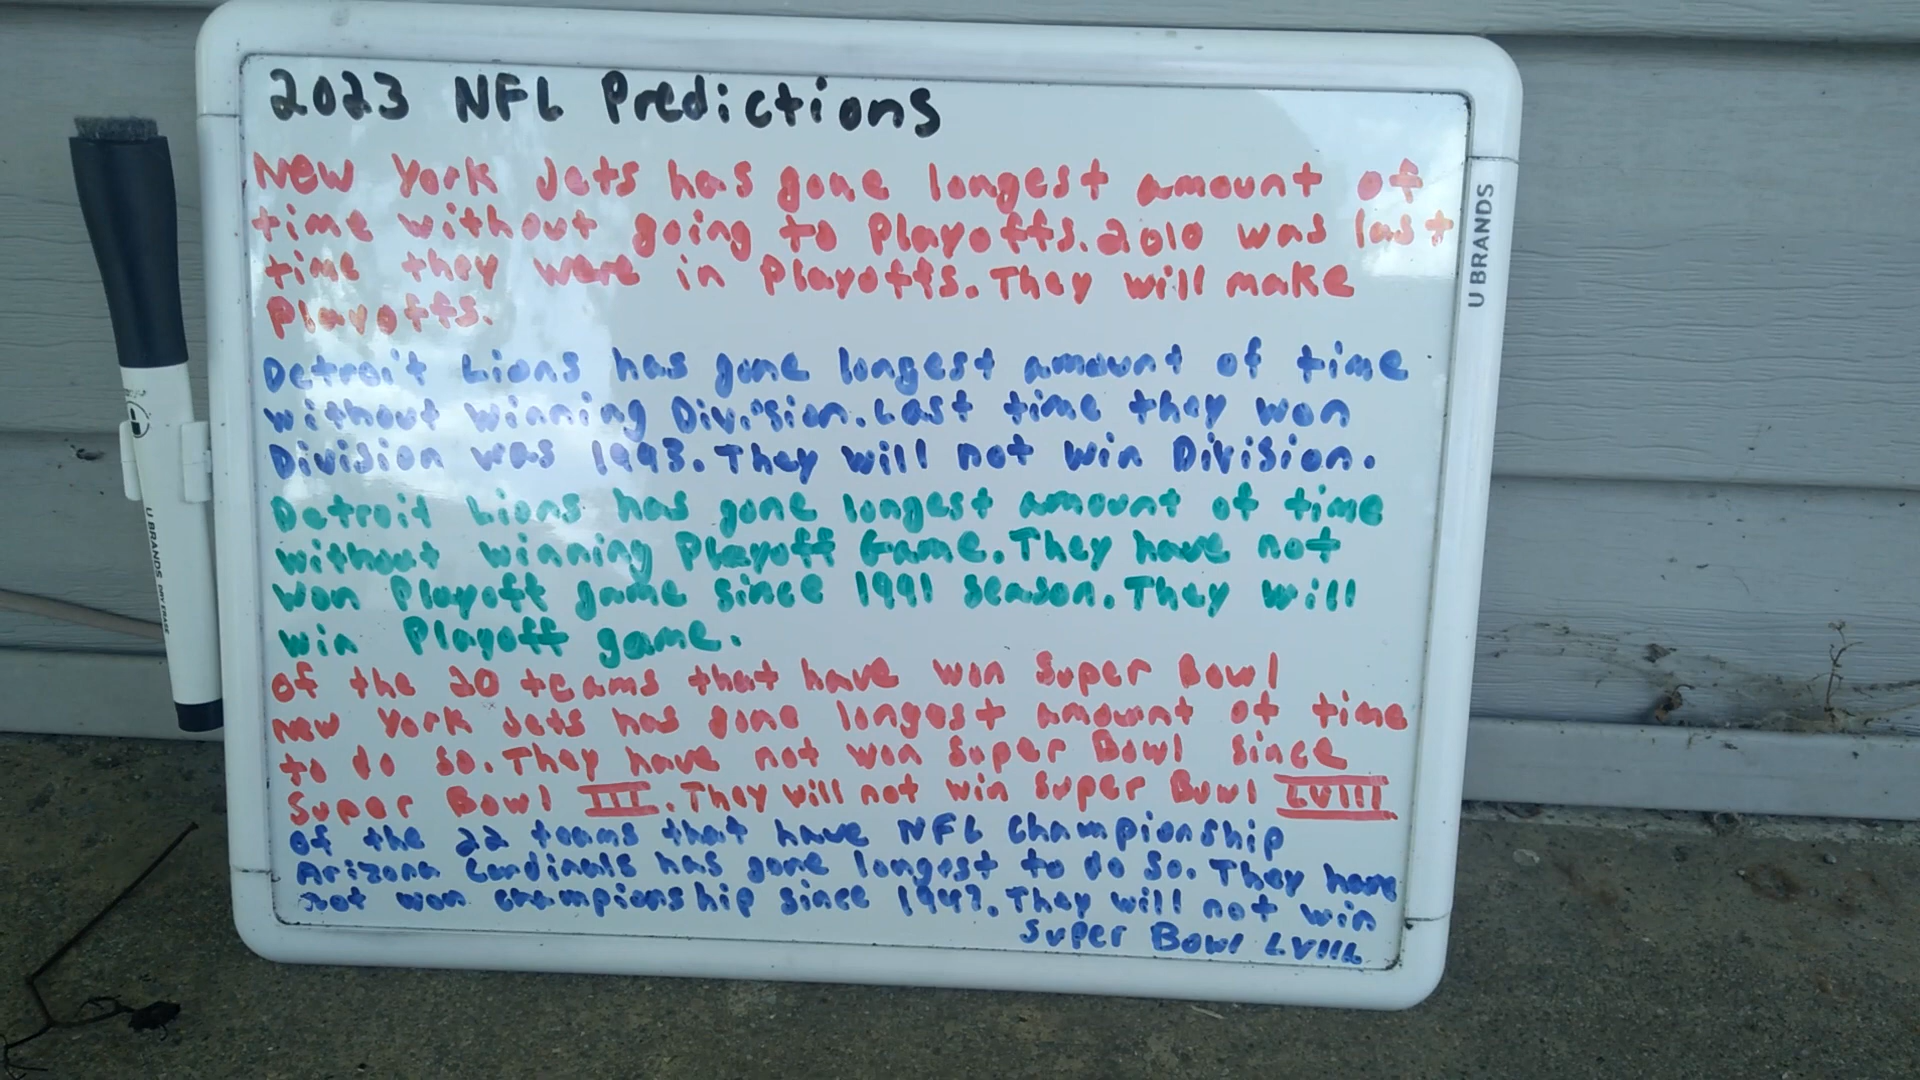 2023 NFL Predictions
New York Jets has gone longest amount of
time without going to Playoffs. 2010 was last
time they were in Playoffs. They will make
Playoffs.
Detroit Lions has gone longest amount of time
without winning Division. Last time they won
Division was 1993. They will not win Division.
Detroit Lions has gone longest amount of time
without winning Playoff Game. They have not
won Playoff game since 1991 Season. They will
win Playoff game.
Of the 20 teams that have won Super Bowl
New York Jets has gone longest amount of time
to do so. They have not won Super Bowl since
Super Bowl III. They will not win Super Bowl LVIII
Of the 22 teams that have NFL Championship
Arizona Cardinals has gone longest to do so. They have
not won championship since 1947. They will not win
Super Bowl LVIII
U BRANDS
U BRANDS DRY ERASE